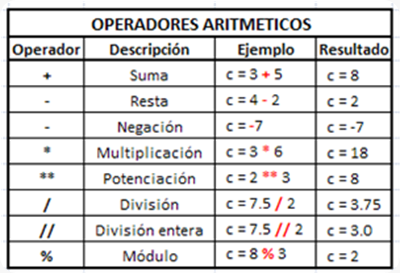 OPERADORES ARITMETICOS
Operador Descripción Ejemplo Resultado
+ Suma c = 3 + 5 c = 8
- Resta c = 4 - 2 c = 2
- Negación c = -7 c = -7
* Multiplicación c = 3 * 6 c = 18
** Potenciación c = 2 ** 3 c = 8
/ División c = 7.5 / 2 c = 3.75
// División entera c = 7.5 // 2 c = 3.0
% Módulo c = 8 % 3 c = 2